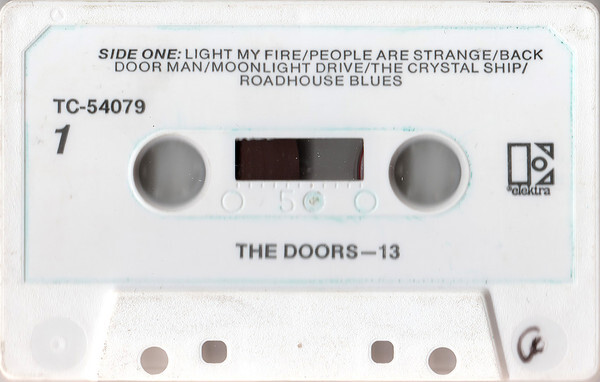 SIDE ONE: LIGHT MY FIRE/PEOPLE ARE STRANGE/BACK
DOOR MAN/MOONLIGHT DRIVE/THE CRYSTAL SHIP/
ROADHOUSE BLUES
TC-54079
1
elektra
50
THE DOORS—13